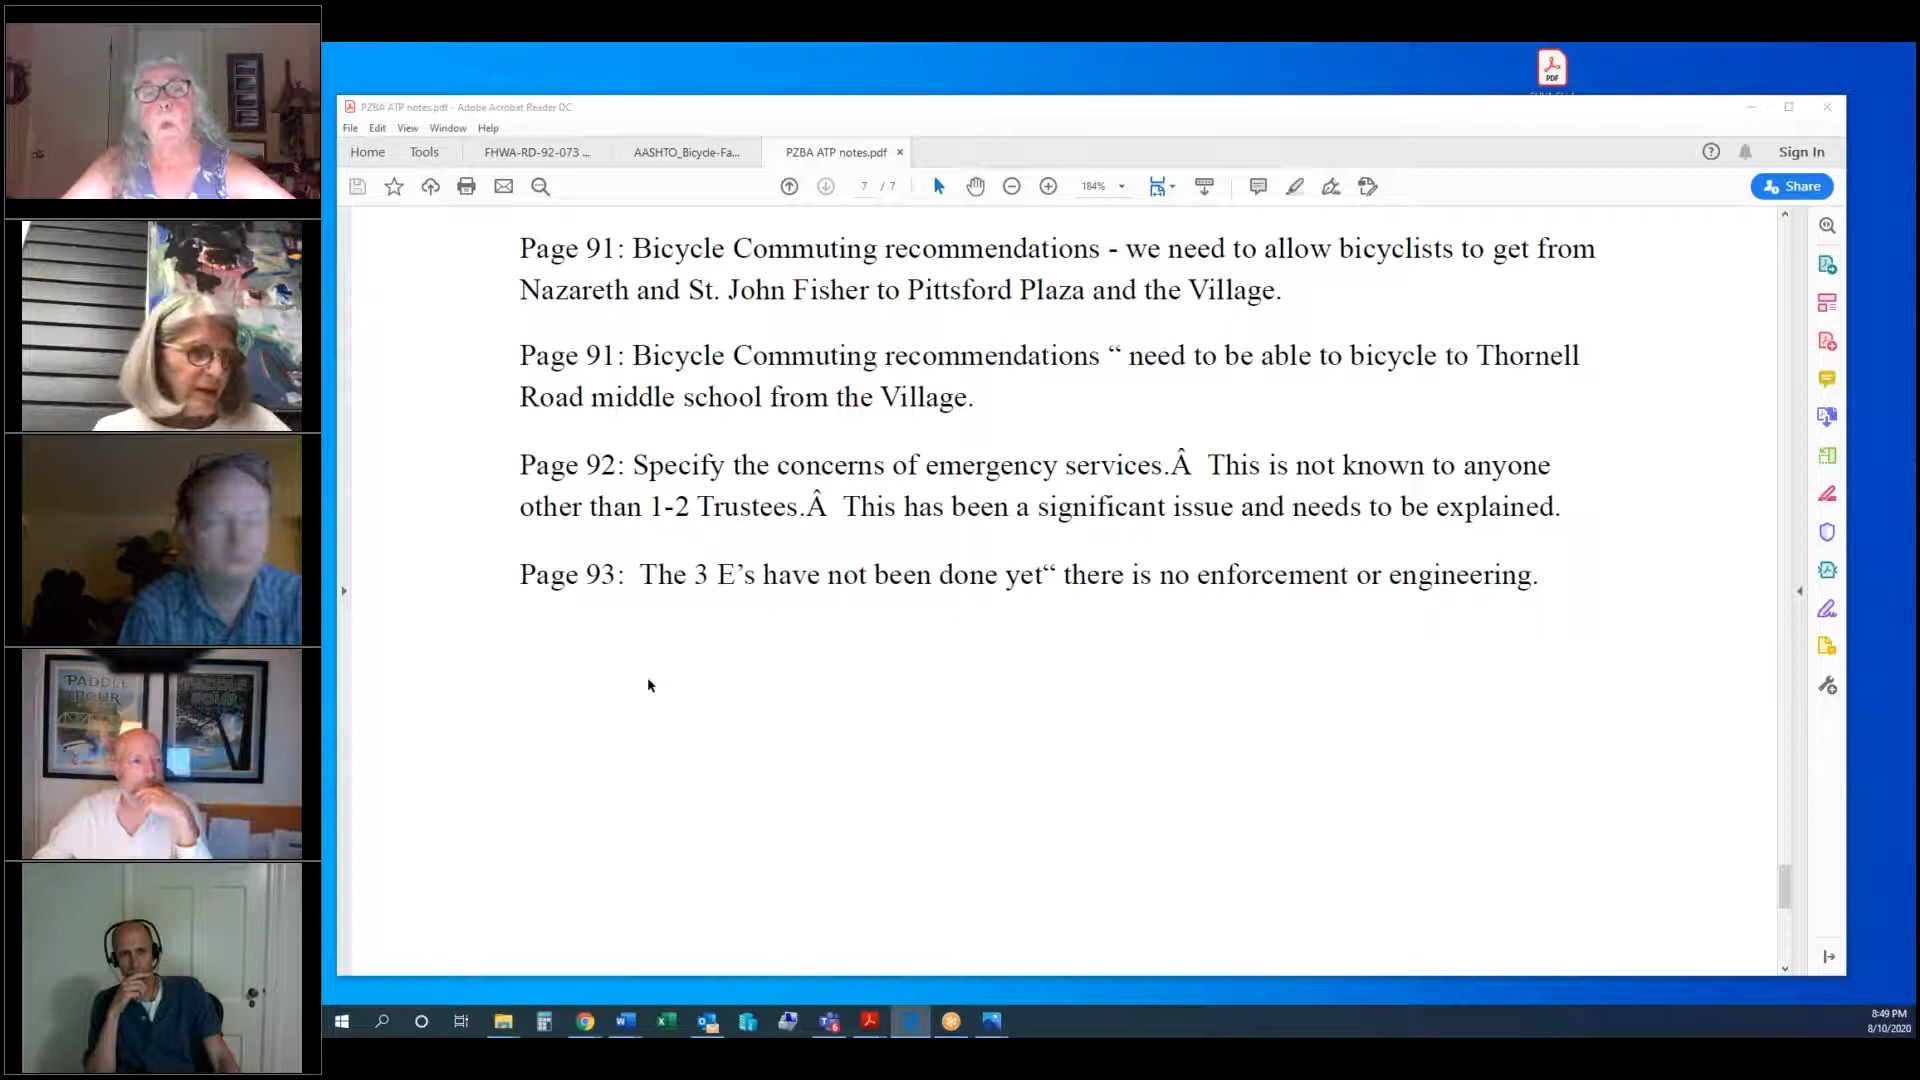 PADDLE
POUR
PADDLE
POUR
PDF
PZBA ATP notes.pdf - Adobe Acrobat Reader DC
File Edit View Window Help
Home Tools FHWA-RD-92-073 ... AASHTO_Bicycle-Fa... PZBA ATP notes.pdf × Sign In
7 / 7 184% Share
Page 91: Bicycle Commuting recommendations - we need to allow bicyclists to get from
Nazareth and St. John Fisher to Pittsford Plaza and the Village.
Page 91: Bicycle Commuting recommendations “ need to be able to bicycle to Thornell
Road middle school from the Village.
Page 92: Specify the concerns of emergency services.Â  This is not known to anyone
other than 1-2 Trustees.Â  This has been a significant issue and needs to be explained.
Page 93:  The 3 E’s have not been done yet“ there is no enforcement or engineering.
8:49 PM
8/10/2020